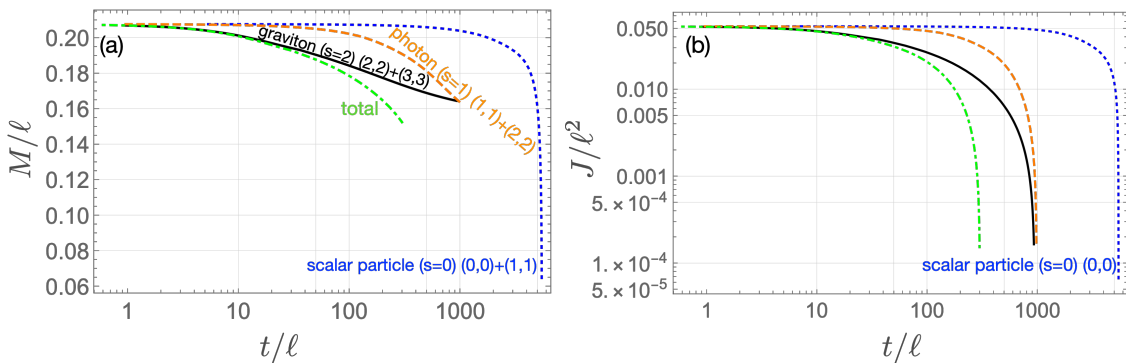 (a)
graviton (s=2) (2,2)+(3,3)
photon (s=1) (1,1)+(2,2)
total
scalar particle (s=0) (0,0)+(1,1)
M/ℓ
0.20
0.18
0.16
0.14
0.12
0.10
0.08
0.06
1
10
100
1000
t/ℓ
(b)
scalar particle (s=0) (0,0)
J/ℓ²
0.050
0.010
0.005
0.001
5.×10⁻⁴
1.×10⁻⁴
5.×10⁻⁵
1
10
100
1000
t/ℓ